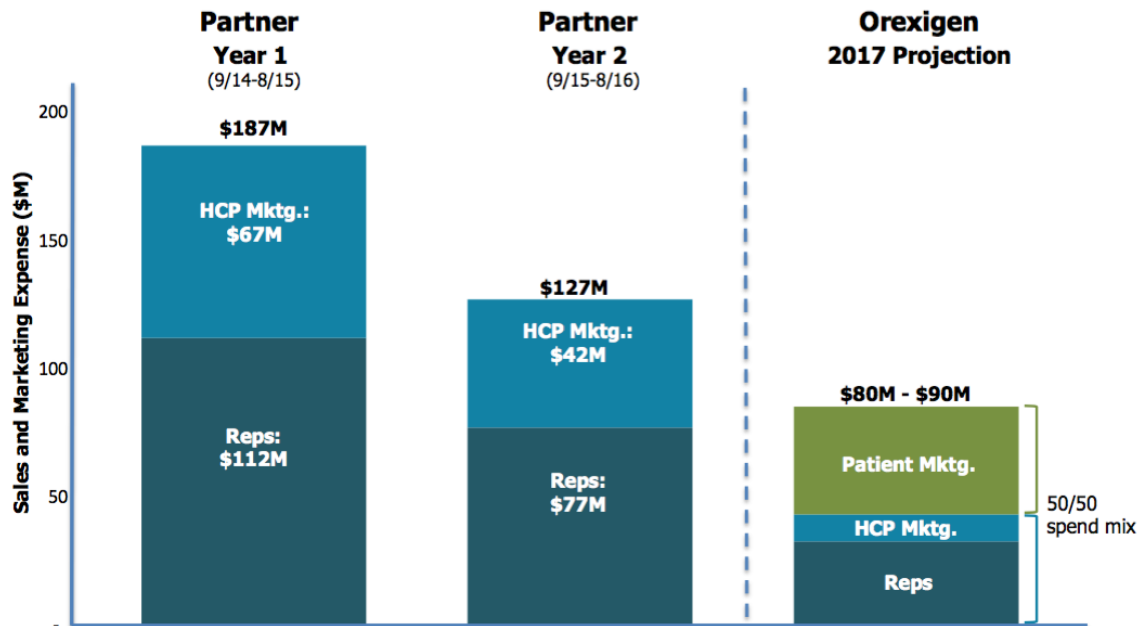 Partner
Year 1
(9/14-8/15)
Partner
Year 2
(9/15-8/16)
Orexigen
2017 Projection
Sales and Marketing Expense ($M)
200
150
100
50
-
$187M
HCP Mktg.:
$67M
Reps:
$112M
$127M
HCP Mktg.:
$42M
Reps:
$77M
$80M - $90M
Patient Mktg.
HCP Mktg.
Reps
50/50
spend mix